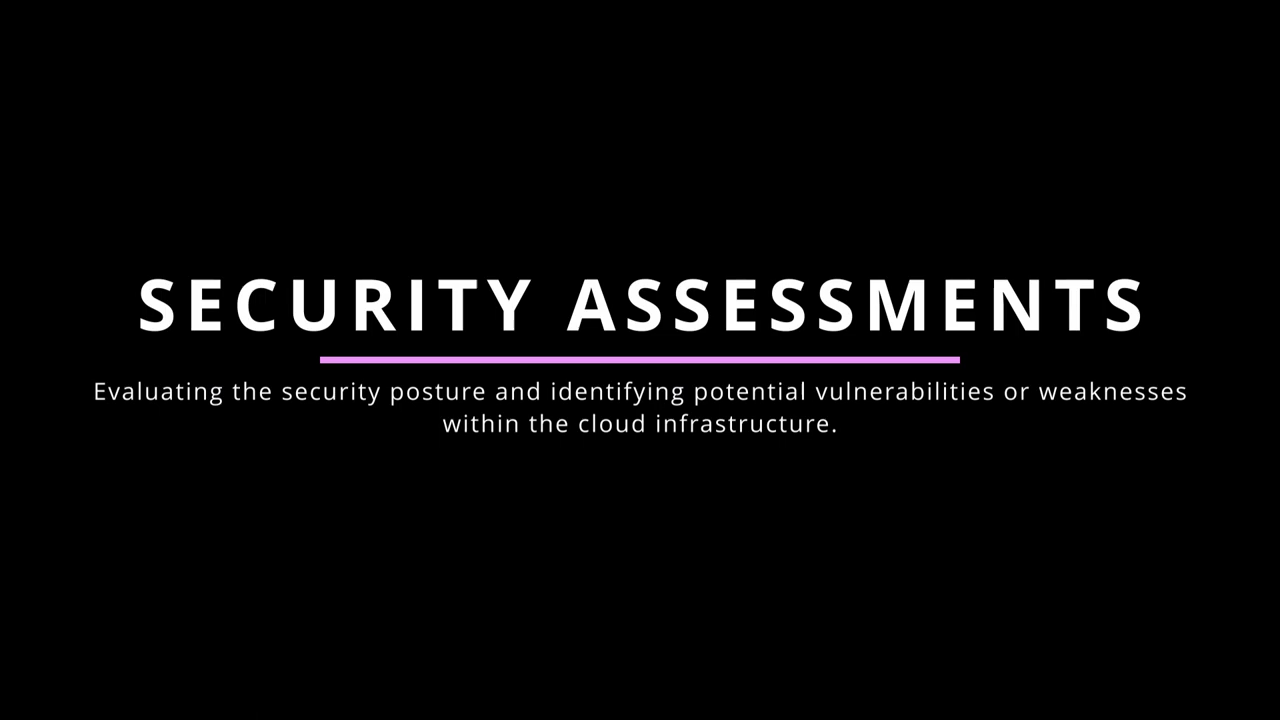 SECURITY ASSESSMENTS
Evaluating the security posture and identifying potential vulnerabilities or weaknesses
within the cloud infrastructure.